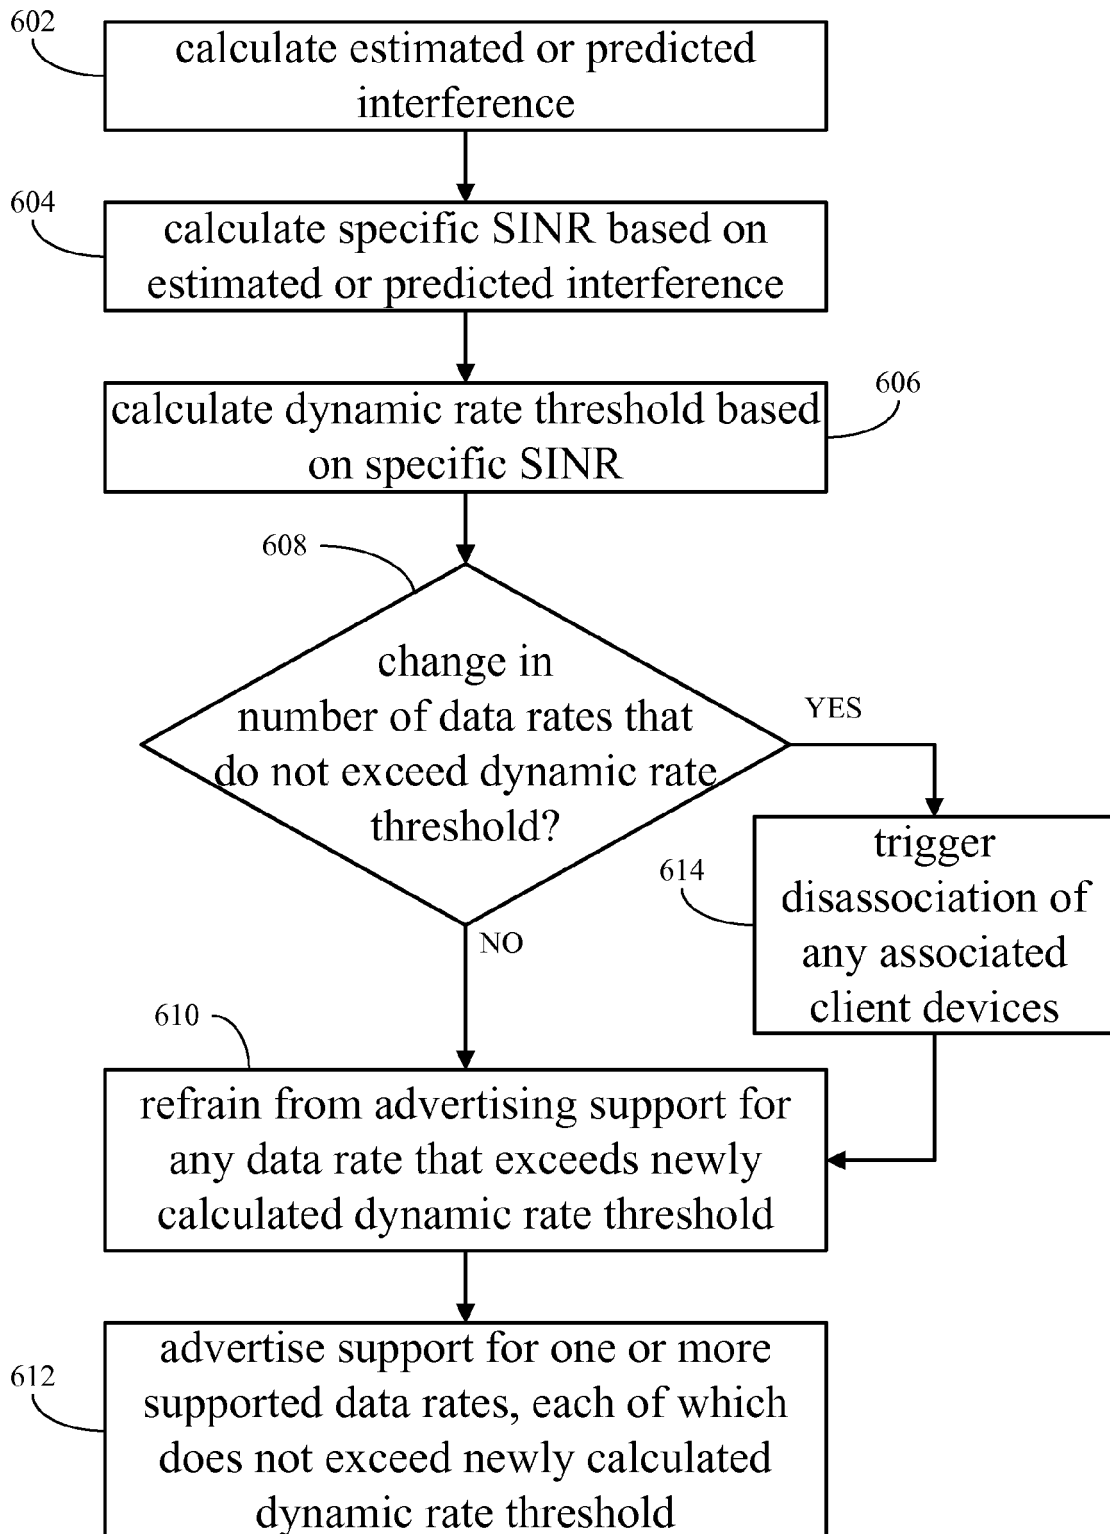 602
calculate estimated or predicted
interference
604
calculate specific SINR based on
estimated or predicted interference
606
calculate dynamic rate threshold based
on specific SINR
608
change in
number of data rates that
do not exceed dynamic rate
threshold?
YES
NO
614
trigger
disassociation of
any associated
client devices
610
refrain from advertising support for
any data rate that exceeds newly
calculated dynamic rate threshold
612
advertise support for one or more
supported data rates, each of which
does not exceed newly calculated
dynamic rate threshold